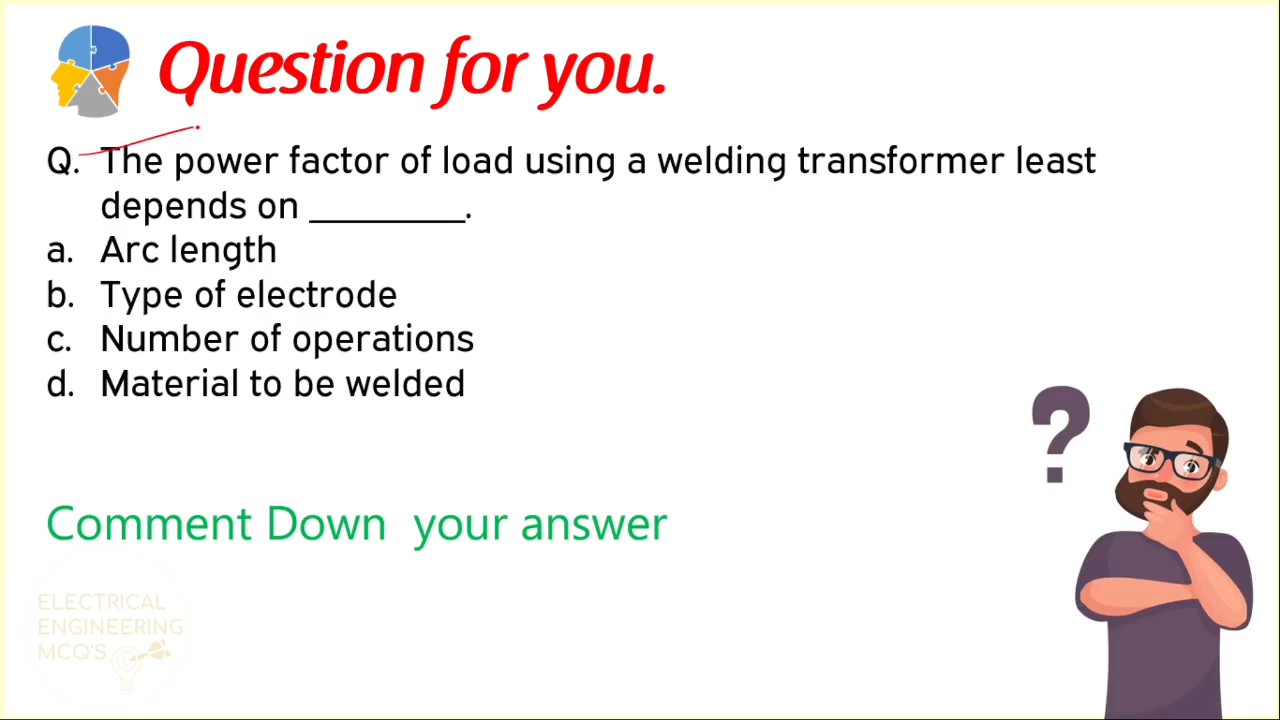 Question for you.
Q. The power factor of load using a welding transformer least
depends on ________.
a. Arc length
b. Type of electrode
c. Number of operations
d. Material to be welded
?
Comment Down your answer
ELECTRICAL
ENGINEERING
MCQ'S